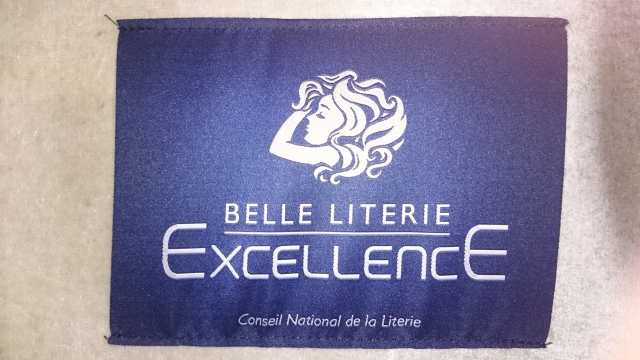 BELLE LITERIE
EXCELLENCE
Conseil National de la Literie